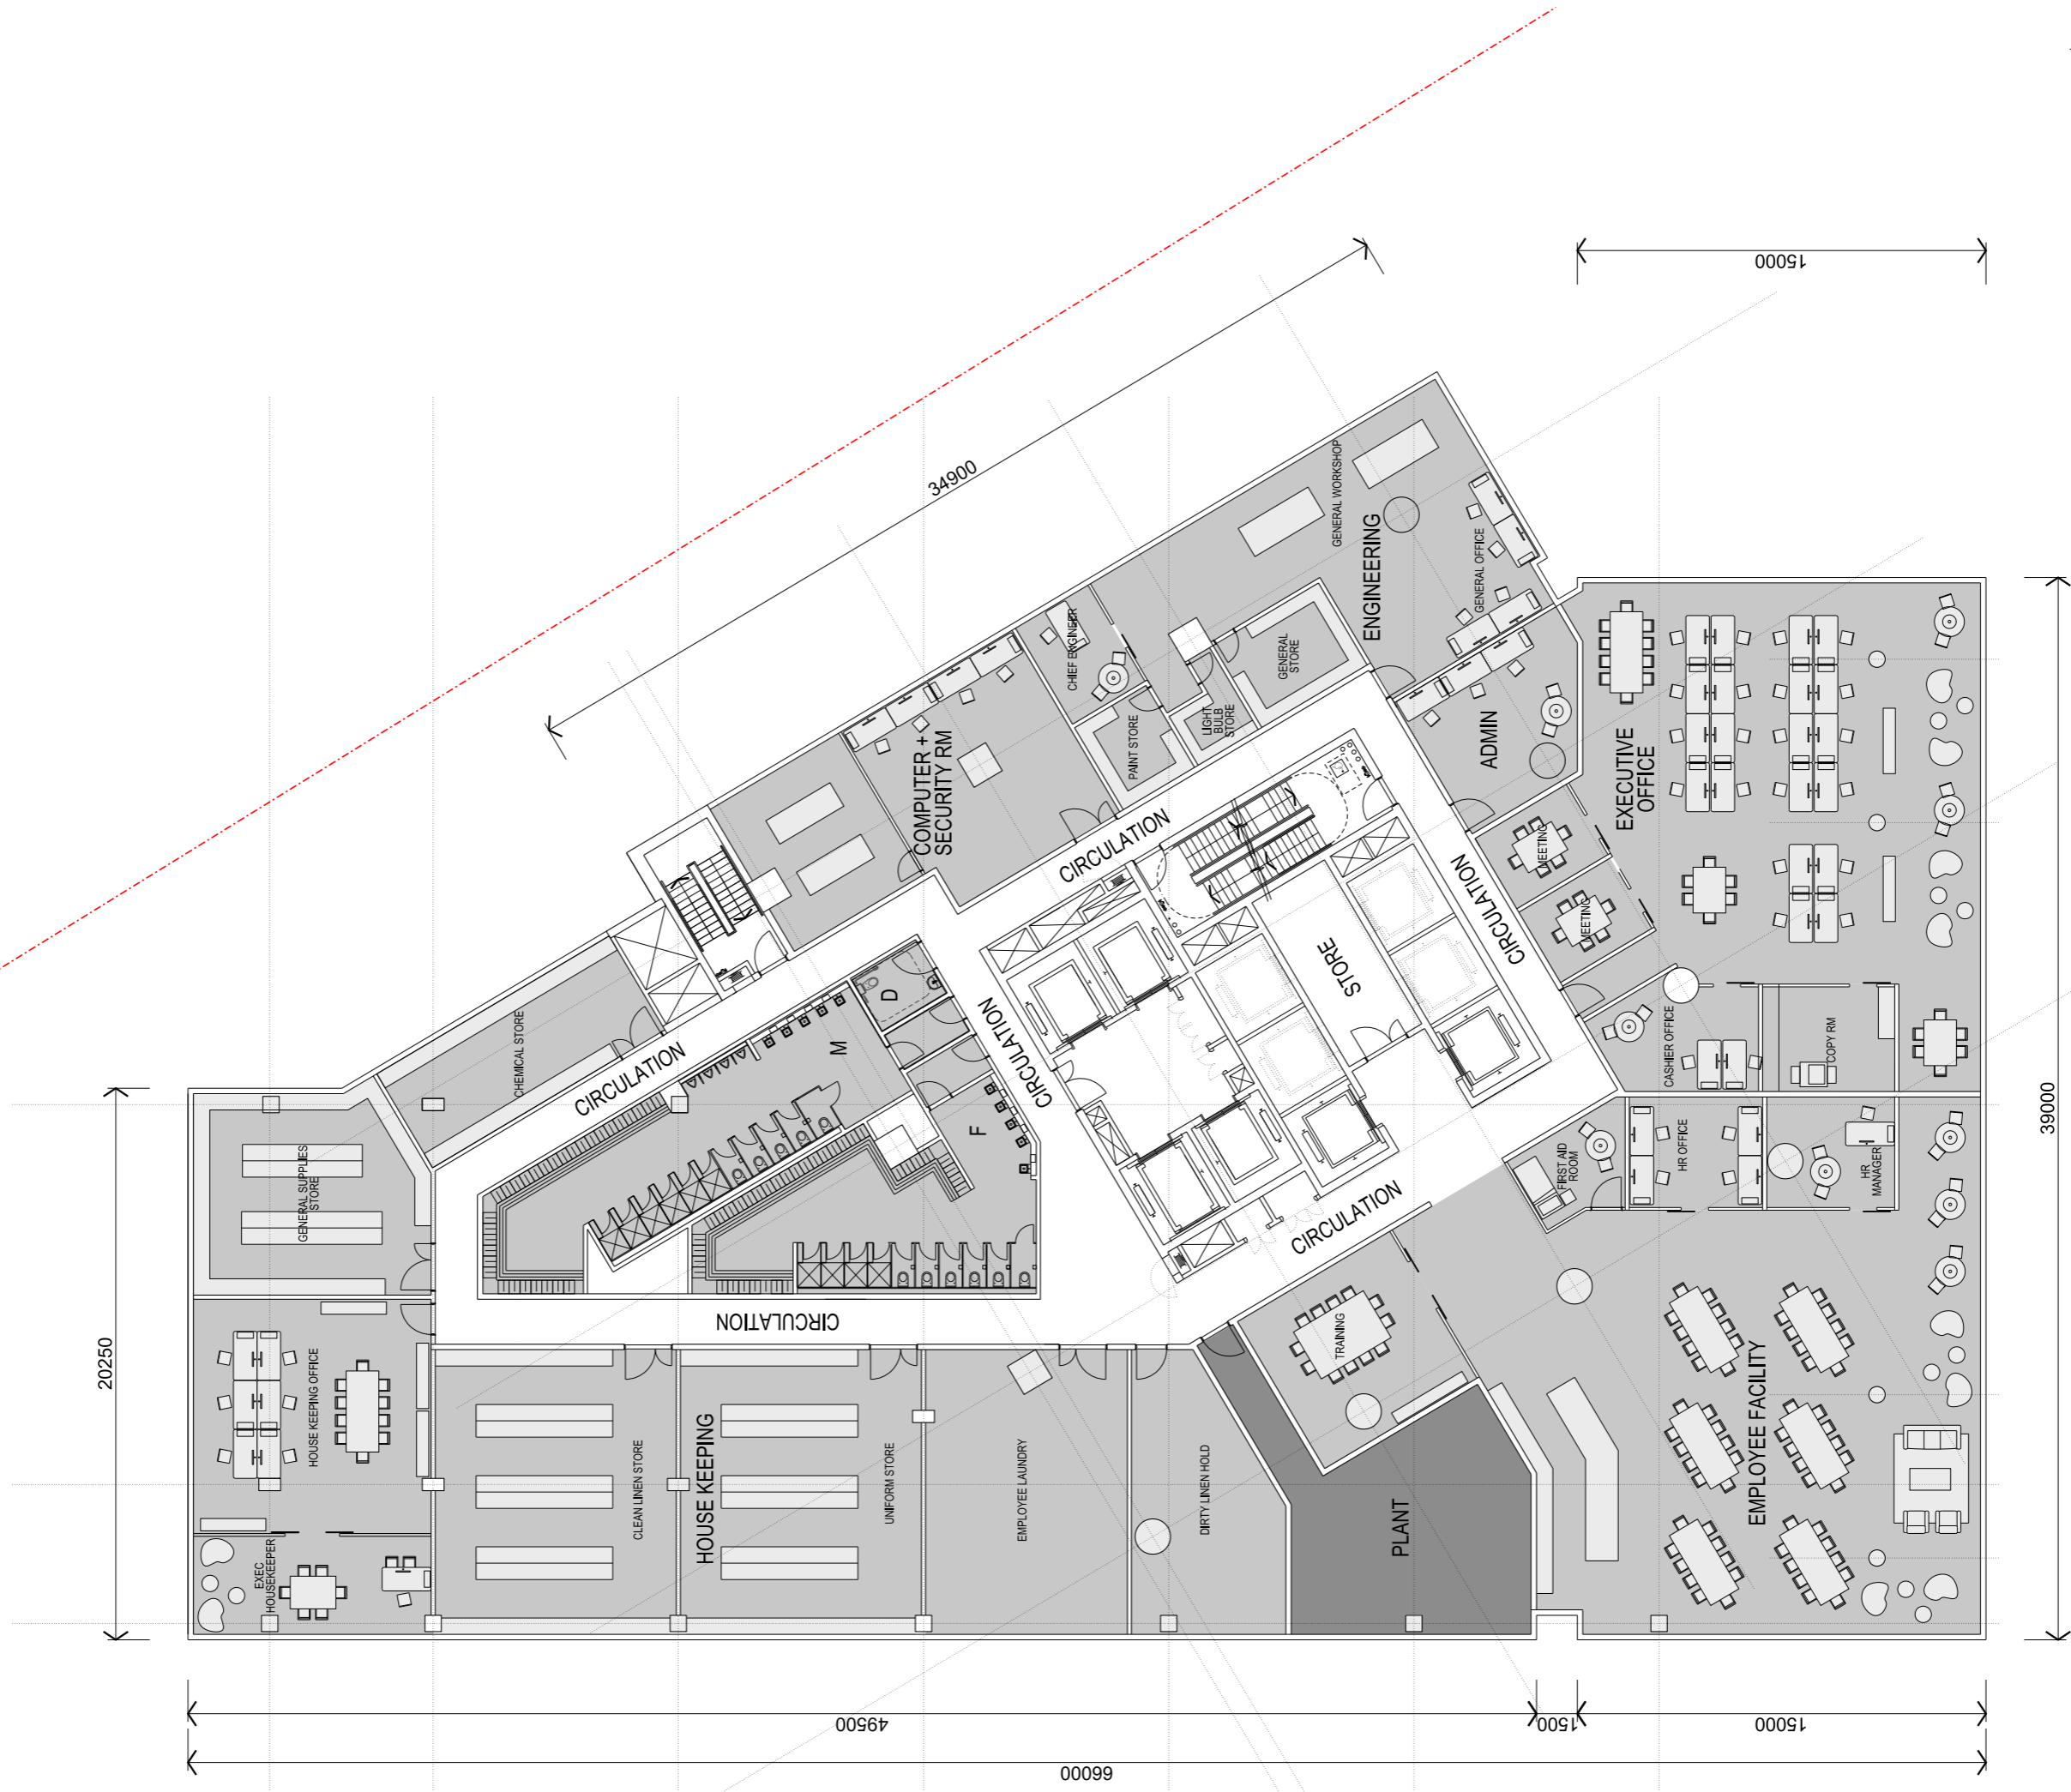 15000
34900
GENERAL WORKSHOP
ENGINEERING
GENERAL OFFICE
CHIEF ENGINEER
GENERAL
STORE
LIGHT
BULB
STORE
PAINT STORE
COMPUTER +
SECURITY RM
ADMIN
EXECUTIVE
OFFICE
MEETING
MEETING
CIRCULATION
CIRCULATION
STORE
CASHIER OFFICE
COPY RM
CHEMICAL STORE
CIRCULATION
D
M
F
CIRCULATION
CIRCULATION
CIRCULATION
GENERAL SUPPLIES
STORE
FIRST AID
ROOM
HR OFFICE
HR
MANAGER
HOUSE KEEPING OFFICE
EXEC
HOUSEKEEPER
CLEAN LINEN STORE
HOUSE KEEPING
UNIFORM STORE
EMPLOYEE LAUNDRY
DIRTY LINEN HOLD
TRAINING
PLANT
EMPLOYEE FACILITY
20250
39000
49500
1500
15000
66000